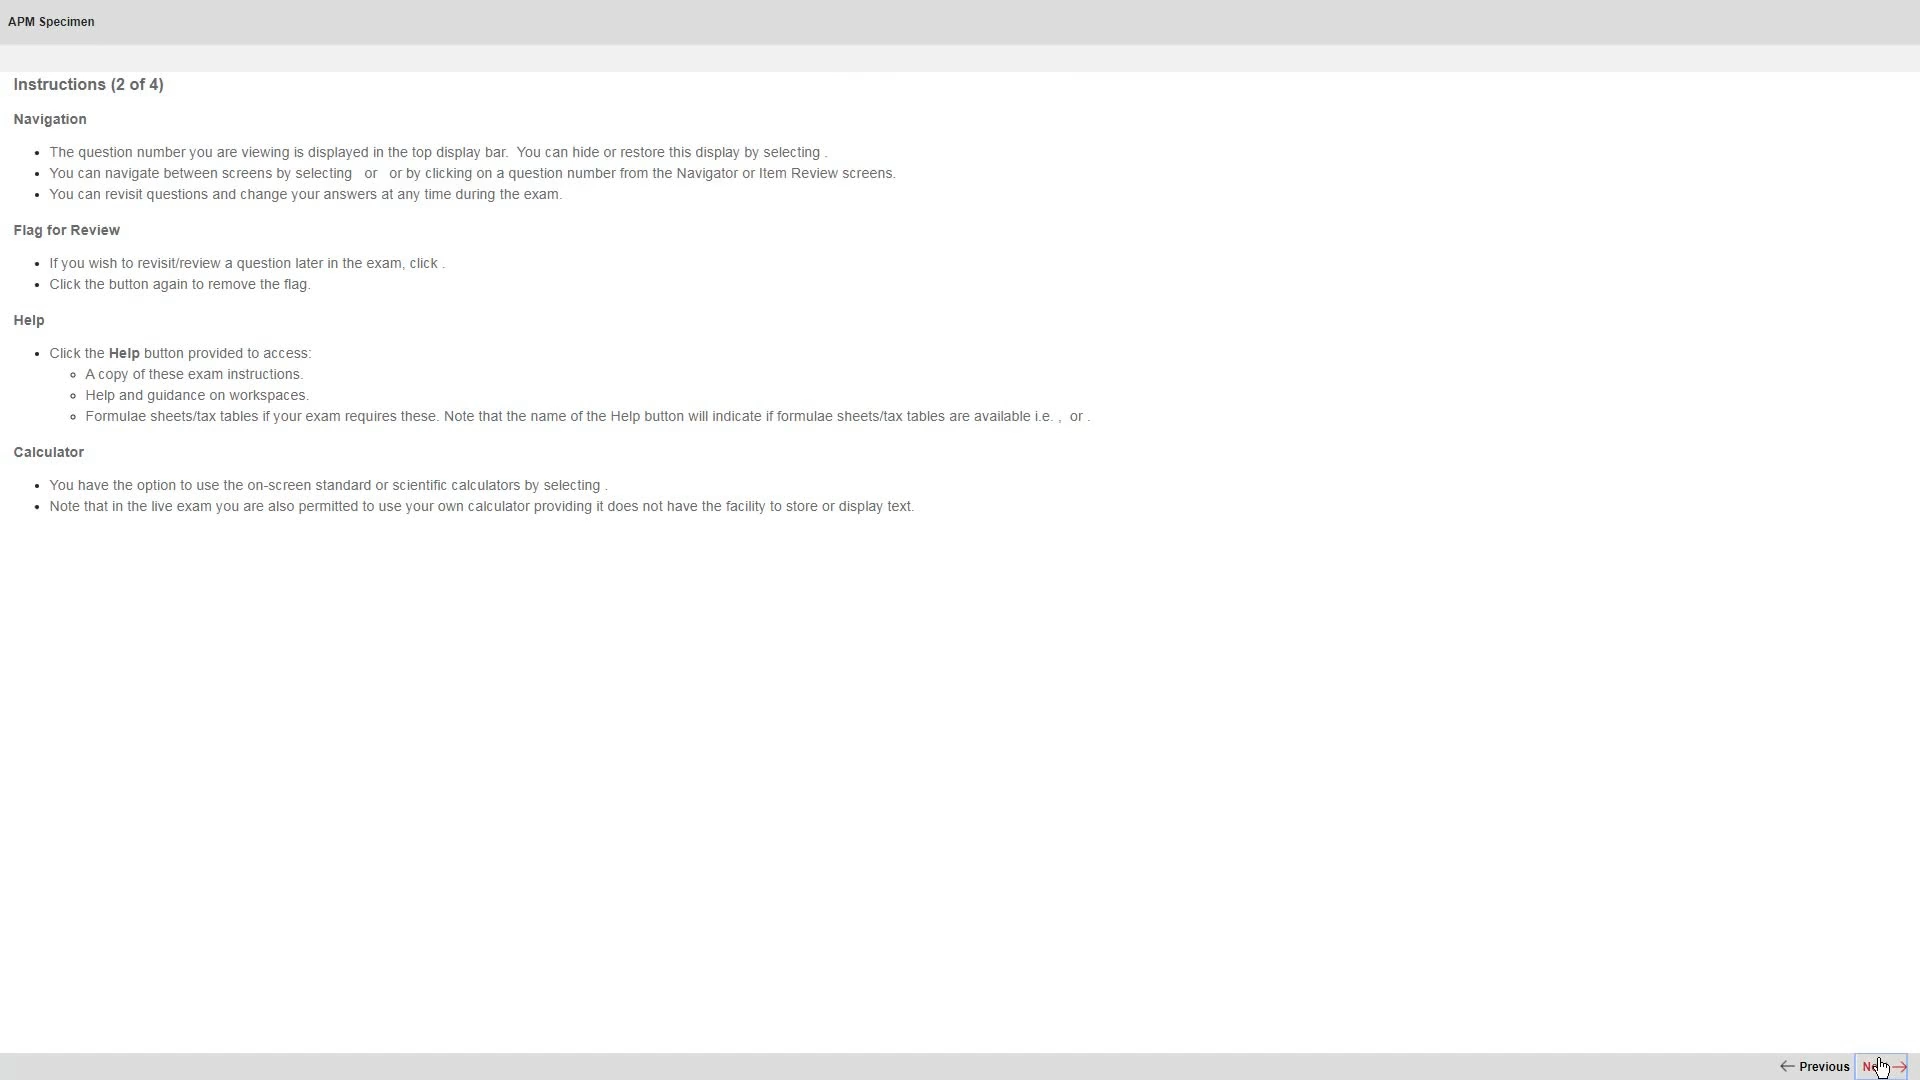 APM Specimen
Instructions (2 of 4)
Navigation
The question number you are viewing is displayed in the top display bar.  You can hide or restore this display by selecting .
You can navigate between screens by selecting   or   or by clicking on a question number from the Navigator or Item Review screens.
You can revisit questions and change your answers at any time during the exam.
Flag for Review
If you wish to revisit/review a question later in the exam, click .
Click the button again to remove the flag.
Help
Click the Help button provided to access:
A copy of these exam instructions.
Help and guidance on workspaces.
Formulae sheets/tax tables if your exam requires these. Note that the name of the Help button will indicate if formulae sheets/tax tables are available i.e. ,  or .
Calculator
You have the option to use the on-screen standard or scientific calculators by selecting .
Note that in the live exam you are also permitted to use your own calculator providing it does not have the facility to store or display text.
Previous